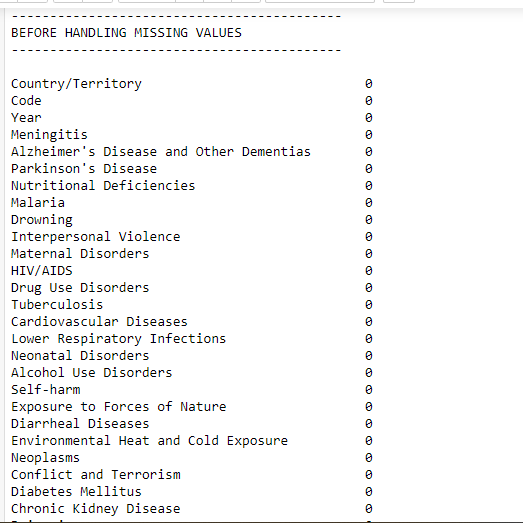 -------------------------------------------
BEFORE HANDLING MISSING VALUES
-------------------------------------------
Country/Territory 0
Code 0
Year 0
Meningitis 0
Alzheimer's Disease and Other Dementias 0
Parkinson's Disease 0
Nutritional Deficiencies 0
Malaria 0
Drowning 0
Interpersonal Violence 0
Maternal Disorders 0
HIV/AIDS 0
Drug Use Disorders 0
Tuberculosis 0
Cardiovascular Diseases 0
Lower Respiratory Infections 0
Neonatal Disorders 0
Alcohol Use Disorders 0
Self-harm 0
Exposure to Forces of Nature 0
Diarrheal Diseases 0
Environmental Heat and Cold Exposure 0
Neoplasms 0
Conflict and Terrorism 0
Diabetes Mellitus 0
Chronic Kidney Disease 0